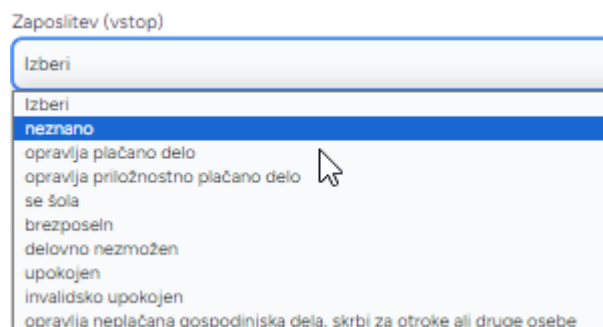 Zaposlitev (vstop)
Izberi
Izberi
neznano
opravlja plačano delo
opravlja priložnostno plačano delo
se šola
brezposeln
delovno nezmožen
upokojen
invalidsko upokojen
opravlja neplačana gospodinjska dela, skrbi za otroke ali druge osebe